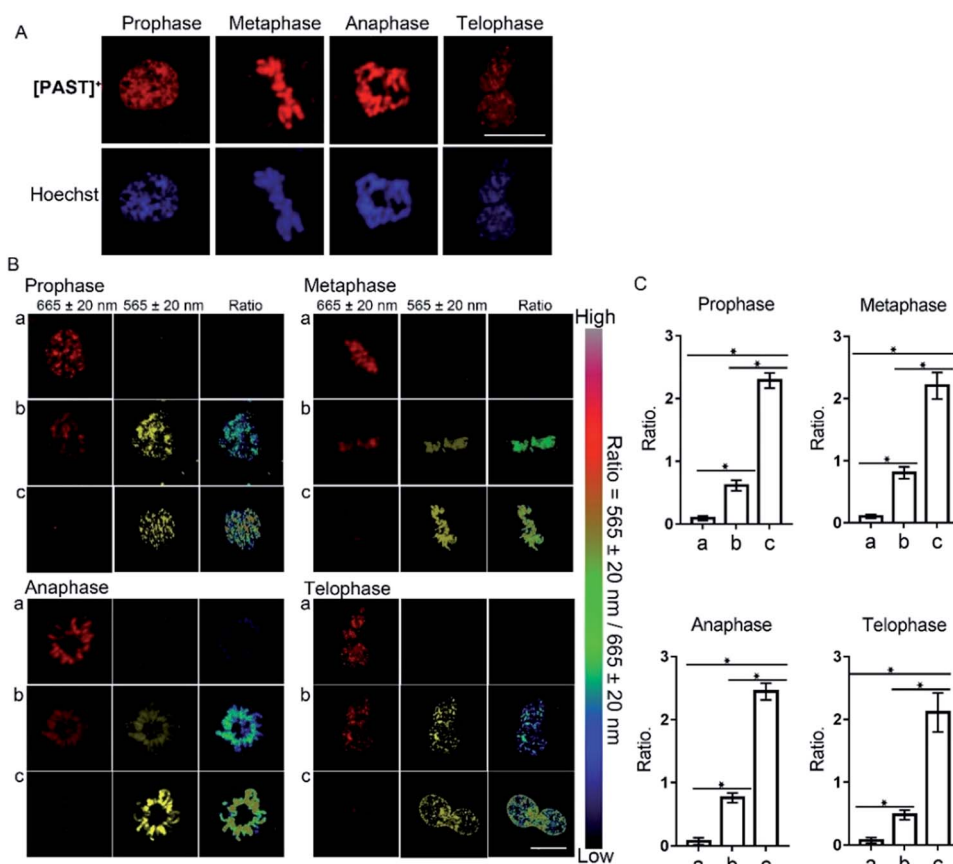 A
Prophase Metaphase Anaphase Telophase
[PAST]⁺
Hoechst
B
Prophase
665 ± 20 nm 565 ± 20 nm Ratio
a
b
c
Metaphase
665 ± 20 nm 565 ± 20 nm Ratio
a
b
c
Anaphase
a
b
c
Telophase
a
b
c
High
Ratio = 565 ± 20 nm / 665 ± 20 nm
Low
C
Prophase
Ratio.
3
2
1
0
* * *
a b c
Metaphase
Ratio.
3
2
1
0
* * *
a b c
Anaphase
Ratio.
3
2
1
0
* * *
a b c
Telophase
Ratio.
3
2
1
0
* * *
a b c